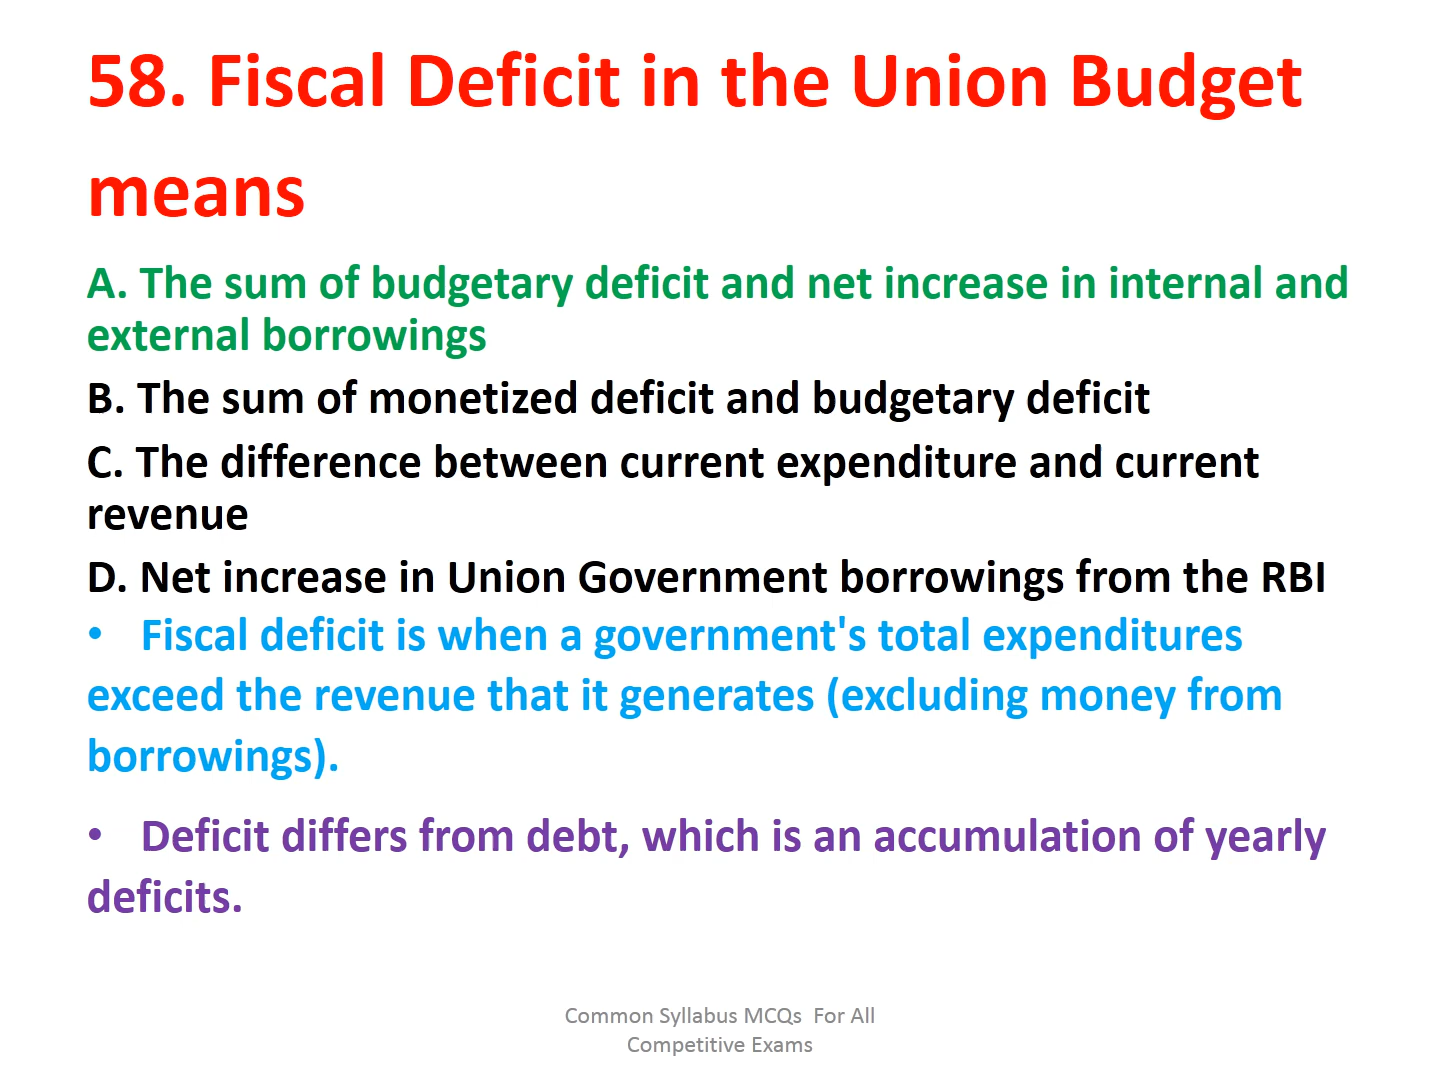 58. Fiscal Deficit in the Union Budget
means
A. The sum of budgetary deficit and net increase in internal and
external borrowings
B. The sum of monetized deficit and budgetary deficit
C. The difference between current expenditure and current
revenue
D. Net increase in Union Government borrowings from the RBI
• Fiscal deficit is when a government's total expenditures
exceed the revenue that it generates (excluding money from
borrowings).
• Deficit differs from debt, which is an accumulation of yearly
deficits.
Common Syllabus MCQs For All
Competitive Exams